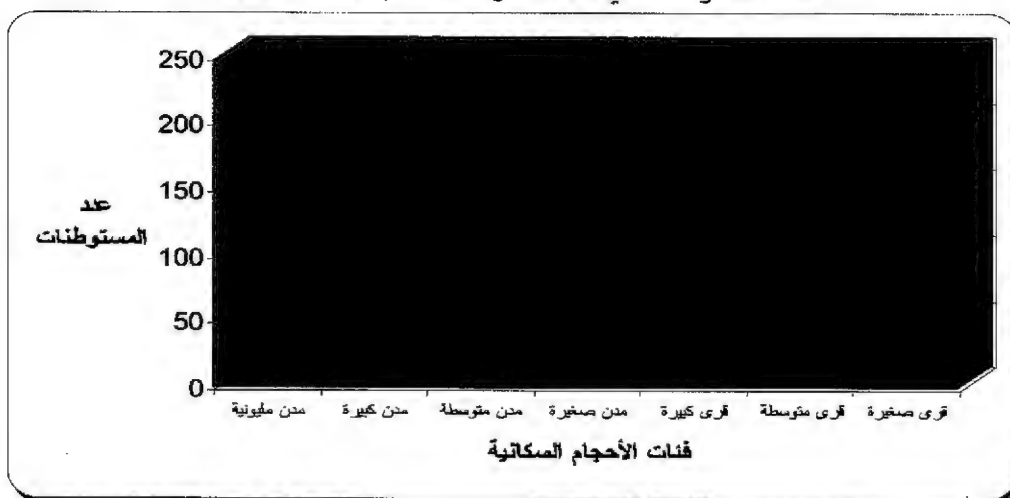 250
200
150
100
50
0
عدد
المستوطنات
مدن مليونية
مدن كبيرة
مدن متوسطة
مدن صغيرة
قرى كبيرة
قرى متوسطة
قرى صغيرة
فئات الأحجام السكانية